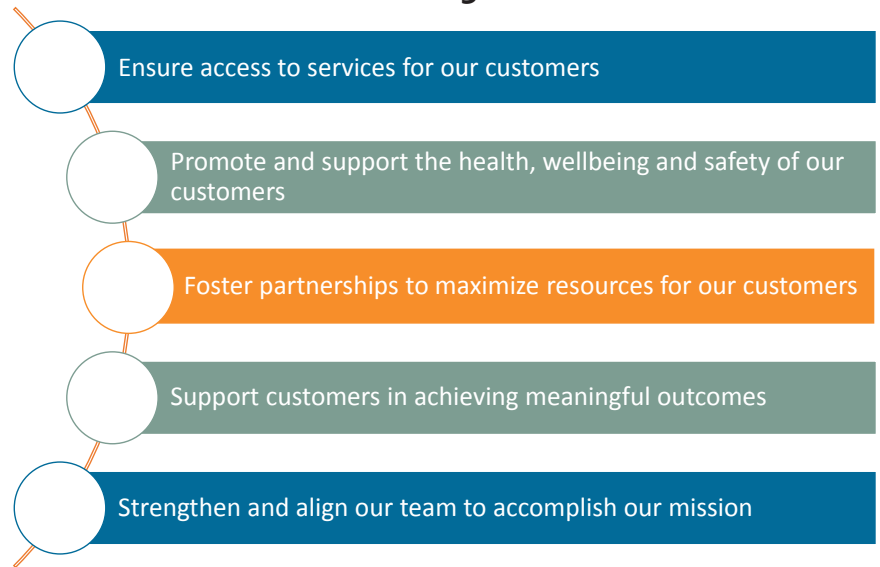 Ensure access to services for our customers
Promote and support the health, wellbeing and safety of our
customers
Foster partnerships to maximize resources for our customers
Support customers in achieving meaningful outcomes
Strengthen and align our team to accomplish our mission